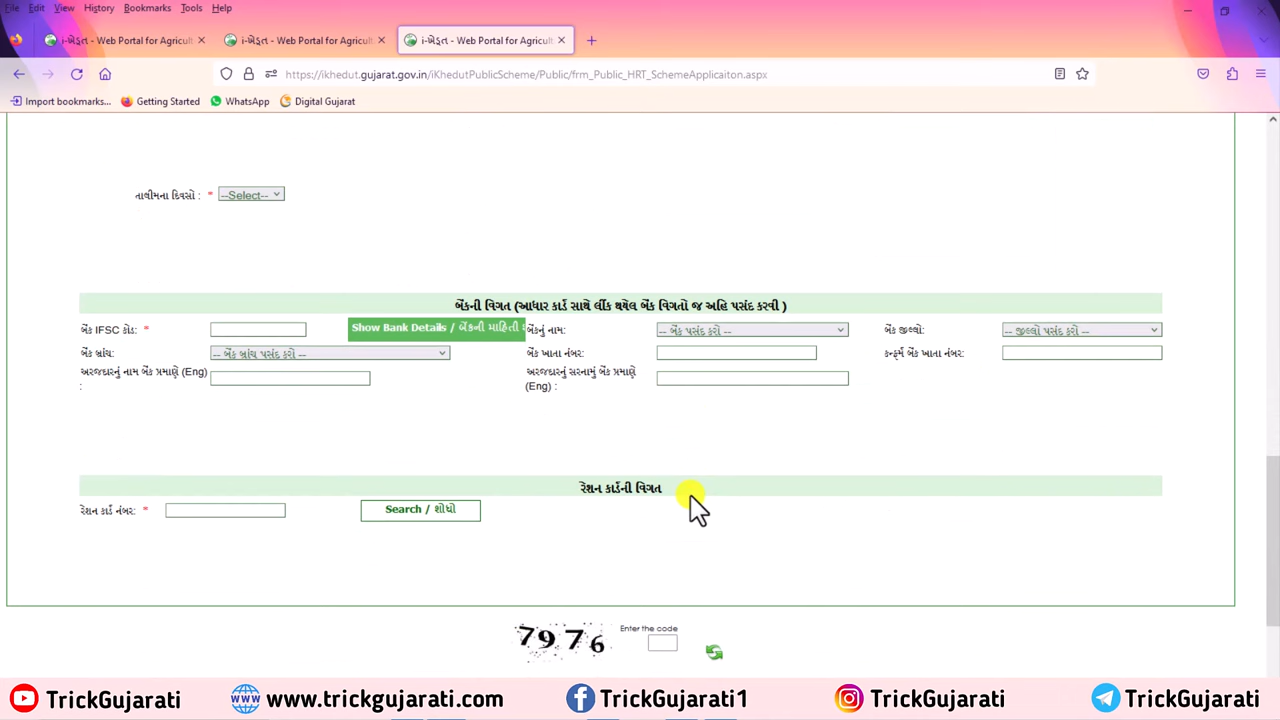 File Edit View History Bookmarks Tools Help
i-ખેડૂત - Web Portal for Agricult i-ખેડૂત - Web Portal for Agricult i-ખેડૂત - Web Portal for Agricult
https://ikhedut.gujarat.gov.in/iKhedutPublicScheme/Public/frm_Public_HRT_SchemeApplicaiton.aspx
Import bookmarks... Getting Started WhatsApp Digital Gujarat
તાલીમના દિવસો : * --Select--
બેંકની વિગત (આધાર કાર્ડ સાથે લીંક થયેલ બેંક વિગતો જ અહિ પસંદ કરવી )
બેંક IFSC કોડ: * Show Bank Details / બેંકની માહિતી બેંકનું નામ: -- બેંક પસંદ કરો -- બેંક જીલ્લો: -- જીલ્લો પસંદ કરો --
બેંક બ્રાંચ: -- બેંક બ્રાંચ પસંદ કરો -- બેંક ખાતા નંબર: કન્ફર્મ બેંક ખાતા નંબર:
અરજદારનું નામ બેંક પ્રમાણે (Eng) : અરજદારનું સરનામું બેંક પ્રમાણે (Eng) :
રેશન કાર્ડની વિગત
રેશન કાર્ડ નંબર: * Search / શોધો
7976 Enter the code
TrickGujarati www.trickgujarati.com TrickGujarati1 TrickGujarati TrickGujarati